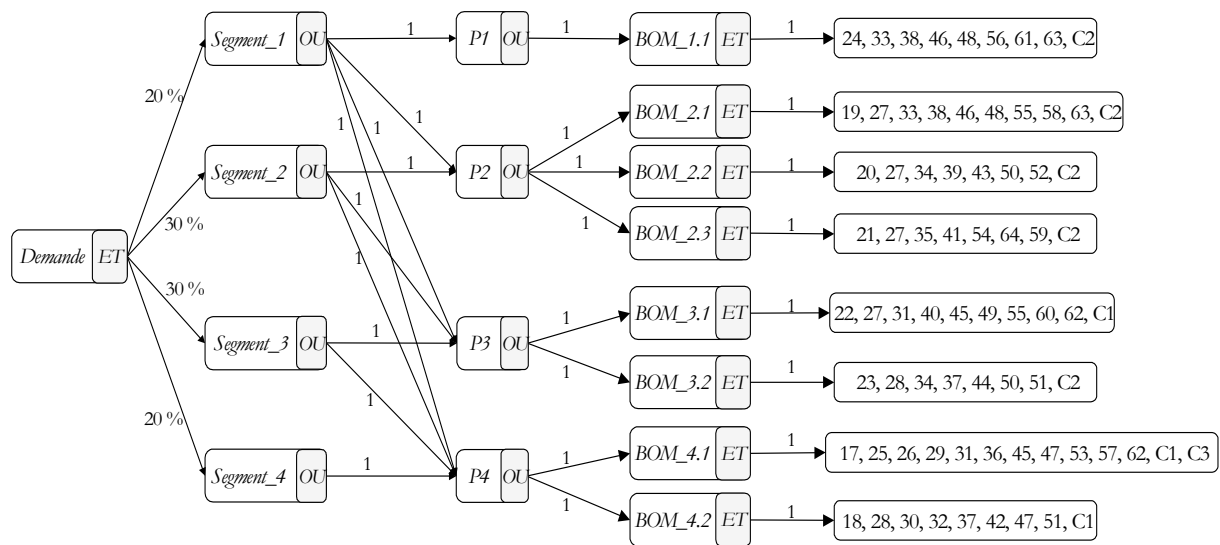 Segment_1 OU 1 P1 OU 1 BOM_1.1 ET 1 24, 33, 38, 46, 48, 56, 61, 63, C2
20 %
1
1
1
1 BOM_2.1 ET 1 19, 27, 33, 38, 46, 48, 55, 58, 63, C2
Segment_2 OU 1 P2 OU 1 BOM_2.2 ET 1 20, 27, 34, 39, 43, 50, 52, C2
1
30 %
1
1 BOM_2.3 ET 1 21, 27, 35, 41, 54, 64, 59, C2
Demande ET
30 %
1 BOM_3.1 ET 1 22, 27, 31, 40, 45, 49, 55, 60, 62, C1
Segment_3 OU 1 P3 OU
1
1 BOM_3.2 ET 1 23, 28, 34, 37, 44, 50, 51, C2
20 %
1 BOM_4.1 ET 1 17, 25, 26, 29, 31, 36, 45, 47, 53, 57, 62, C1, C3
Segment_4 OU 1 P4 OU
1 BOM_4.2 ET 1 18, 28, 30, 32, 37, 42, 47, 51, C1